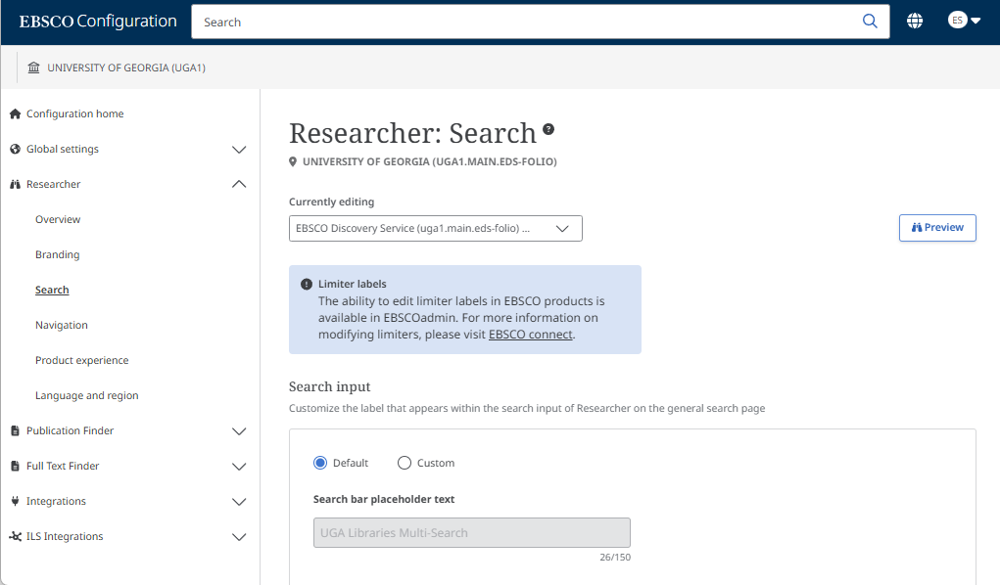 EBSCO Configuration
Search
ES
UNIVERSITY OF GEORGIA (UGA1)
Configuration home
Global settings
Researcher
Overview
Branding
Search
Navigation
Product experience
Language and region
Publication Finder
Full Text Finder
Integrations
ILS Integrations
Researcher: Search ?
UNIVERSITY OF GEORGIA (UGA1.MAIN.EDS-FOLIO)
Currently editing
EBSCO Discovery Service (uga1.main.eds-folio) ...
Preview
Limiter labels
The ability to edit limiter labels in EBSCO products is
available in EBSCOadmin. For more information on
modifying limiters, please visit EBSCO connect.
Search input
Customize the label that appears within the search input of Researcher on the general search page
Default
Custom
Search bar placeholder text
UGA Libraries Multi-Search
26/150